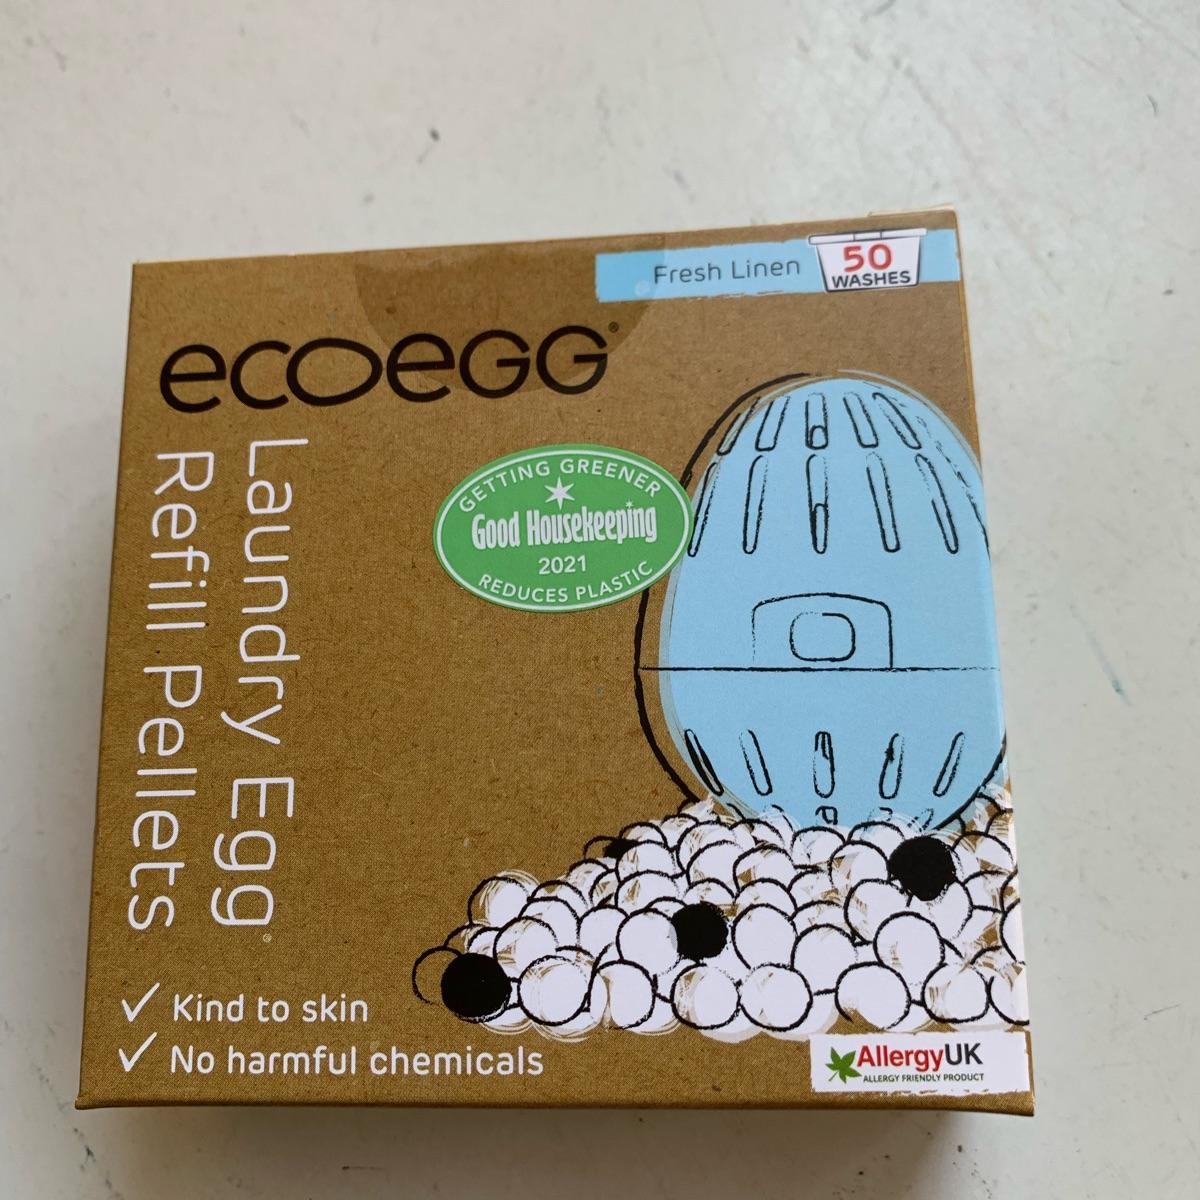 Fresh Linen
50
WASHES
ecoegg®
Laundry Egg®
Refill Pellets
GETTING GREENER
Good Housekeeping
2021
REDUCES PLASTIC
✓ Kind to skin
✓ No harmful chemicals
AllergyUK
ALLERGY FRIENDLY PRODUCT